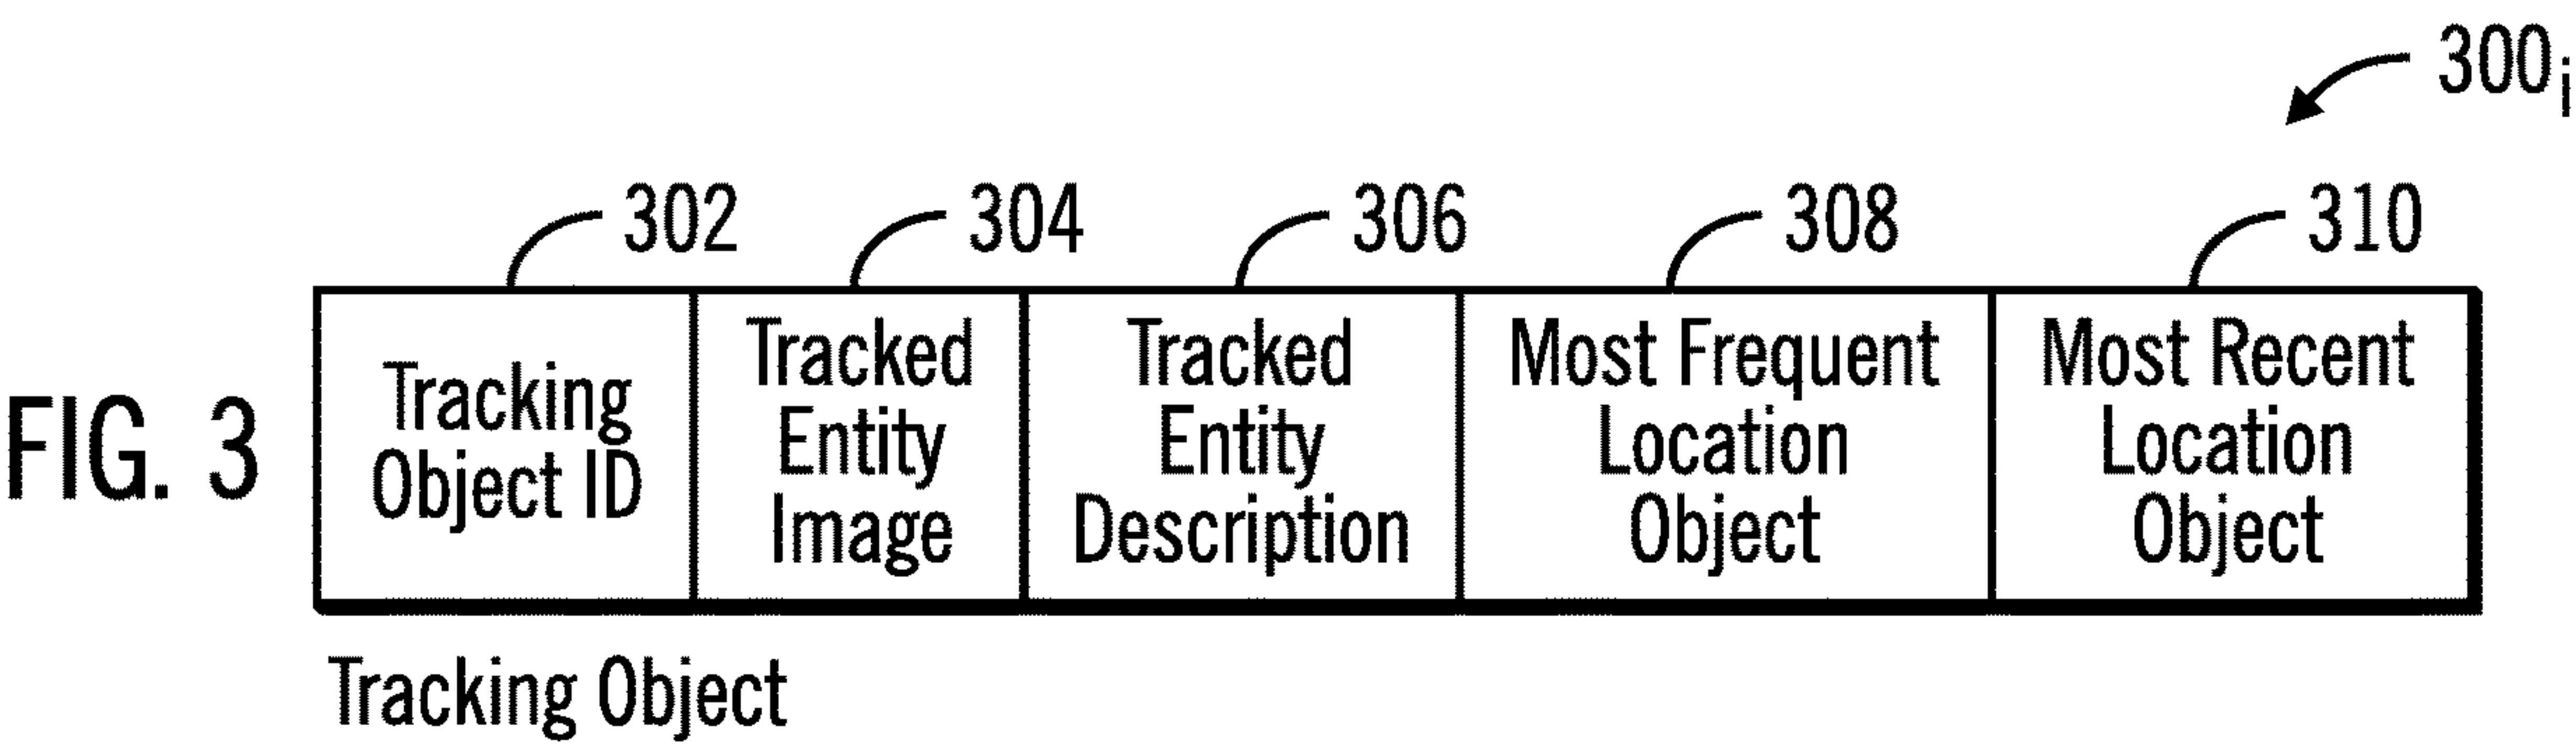 300i
302
304
306
308
310
FIG. 3
Tracking
Object ID
Tracked
Entity
Image
Tracked
Entity
Description
Most Frequent
Location
Object
Most Recent
Location
Object
Tracking Object